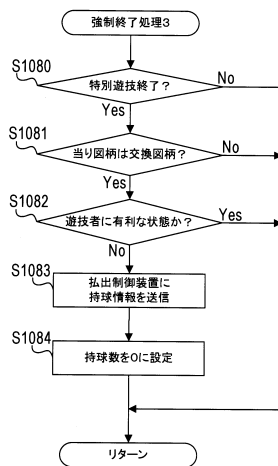 強制終了処理3
S1080
特別遊技終了？
No
Yes
S1081
当り図柄は交換図柄？
No
Yes
S1082
遊技者に有利な状態か？
Yes
No
S1083
払出制御装置に
持球情報を送信
S1084
持球数を0に設定
リターン